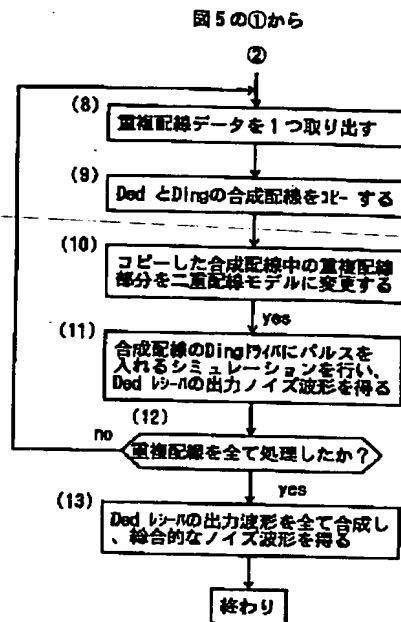 図5の①から
②
(8)
重複配線データを1つ取り出す
(9)
Ded とDingの合成配線をコピーする
(10)
コピーした合成配線中の重複配線
部分を二重配線モデルに変更する
yes
(11)
合成配線のDingドライバにパルスを
入れるシミュレーションを行い、
Ded レシーバの出力ノイズ波形を得る
(12)
no
重複配線を全て処理したか?
yes
(13)
Ded レシーバの出力波形を全て合成し
、総合的なノイズ波形を得る
終わり